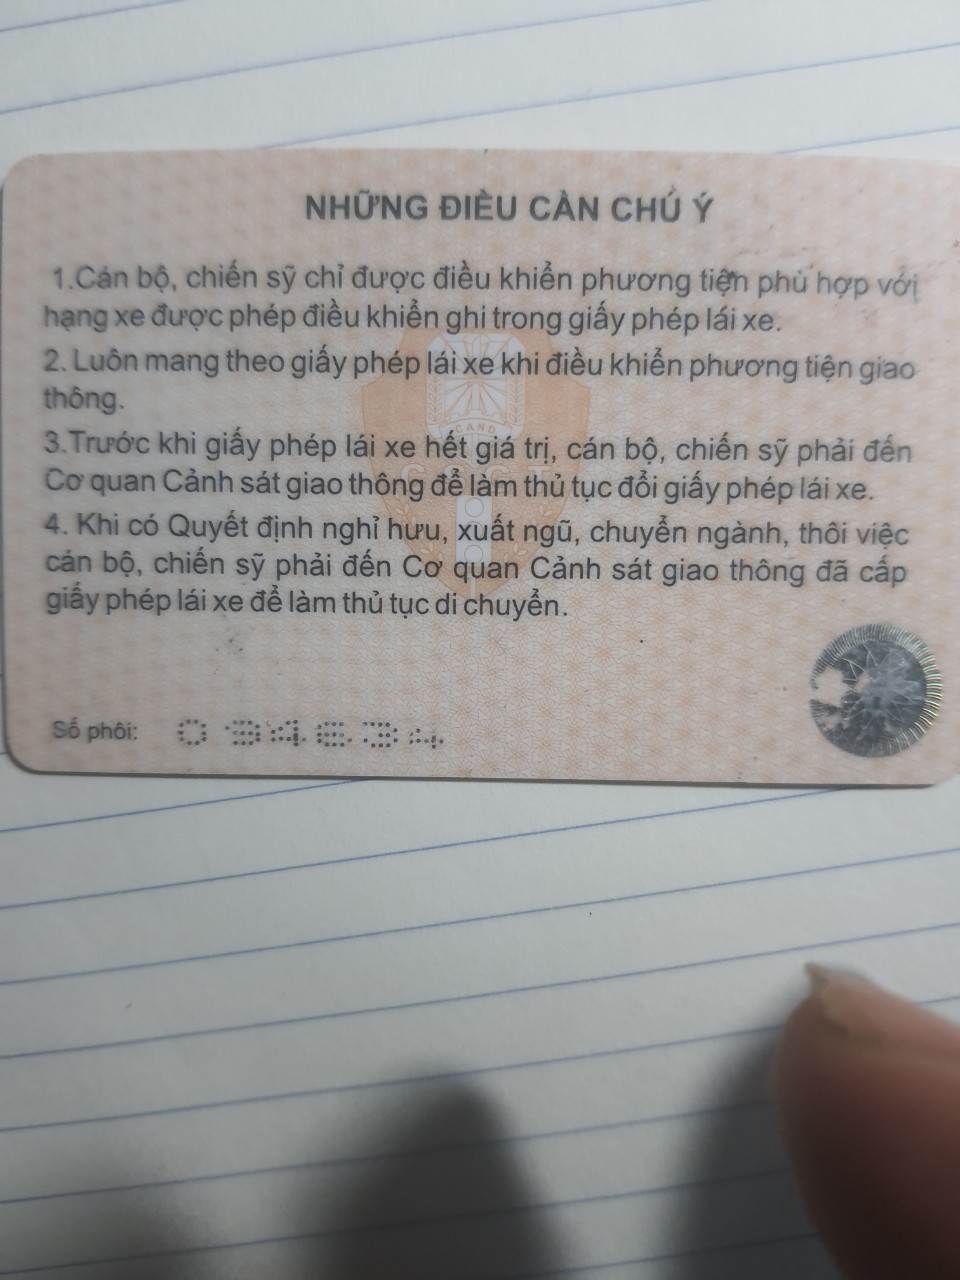 NHỮNG ĐIỀU CẦN CHÚ Ý
1.Cán bộ, chiến sỹ chỉ được điều khiển phương tiện phù hợp với
hạng xe được phép điều khiển ghi trong giấy phép lái xe.
2. Luôn mang theo giấy phép lái xe khi điều khiển phương tiện giao
thông.
CAND
3.Trước khi giấy phép lái xe hết giá trị, cán bộ, chiến sỹ phải đến
CSGT
Cơ quan Cảnh sát giao thông để làm thủ tục đổi giấy phép lái xe.
4. Khi có Quyết định nghỉ hưu, xuất ngũ, chuyển ngành, thôi việc
cán bộ, chiến sỹ phải đến Cơ quan Cảnh sát giao thông đã cấp
giấy phép lái xe để làm thủ tục di chuyển.
Số phôi: 034634